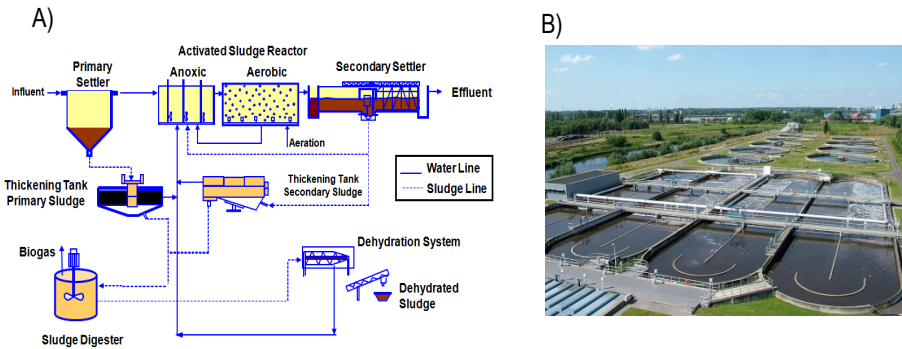 A)
B)
Activated Sludge Reactor
Primary
Settler
Anoxic
Aerobic
Secondary Settler
Influent
Effluent
Aeration
Water Line
Sludge Line
Thickening Tank
Primary Sludge
Thickening Tank
Secondary Sludge
Dehydration System
Biogas
Dehydrated
Sludge
Sludge Digester